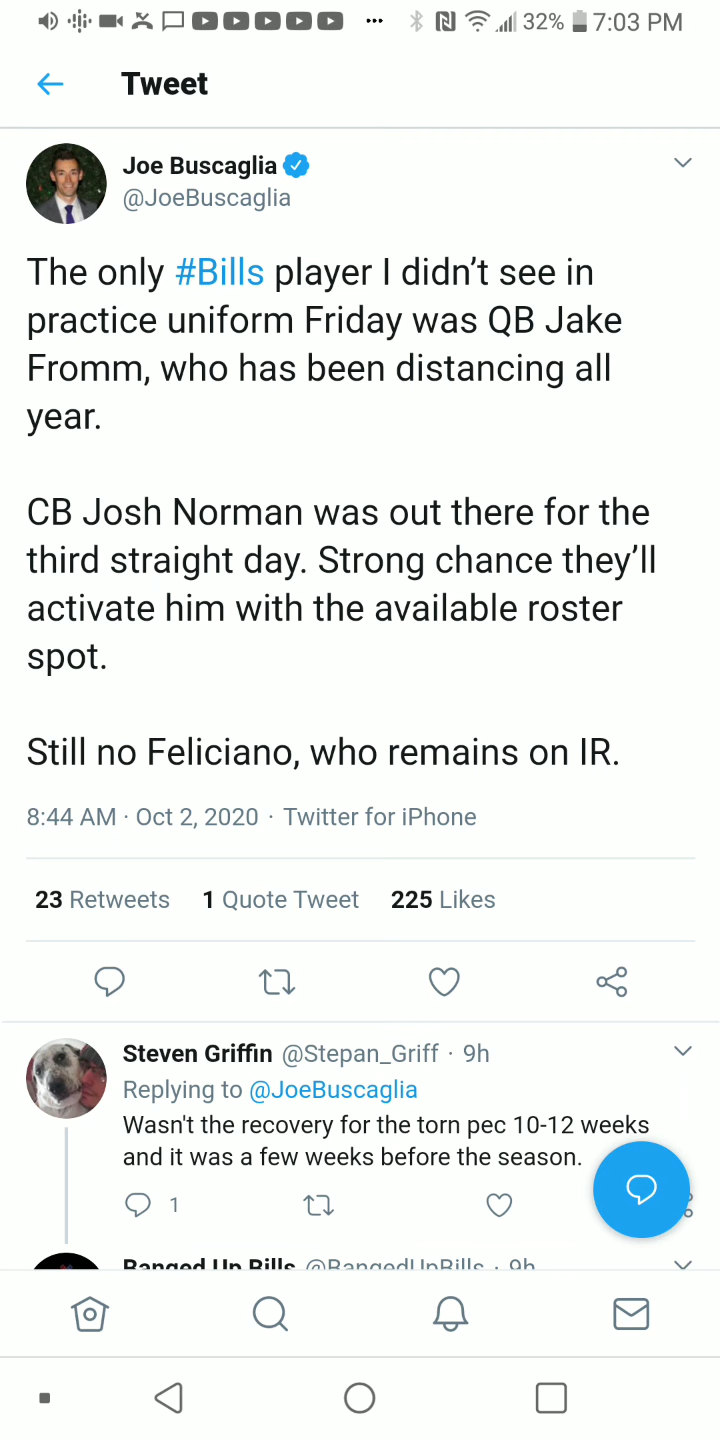 32% 7:03 PM
Tweet
Joe Buscaglia
@JoeBuscaglia
The only #Bills player I didn’t see in
practice uniform Friday was QB Jake
Fromm, who has been distancing all
year.
CB Josh Norman was out there for the
third straight day. Strong chance they’ll
activate him with the available roster
spot.
Still no Feliciano, who remains on IR.
8:44 AM · Oct 2, 2020 · Twitter for iPhone
23 Retweets 1 Quote Tweet 225 Likes
Steven Griffin @Stepan_Griff · 9h
Replying to @JoeBuscaglia
Wasn't the recovery for the torn pec 10-12 weeks
and it was a few weeks before the season.
1
Banged Up Bills @BangedUpBills · 9h